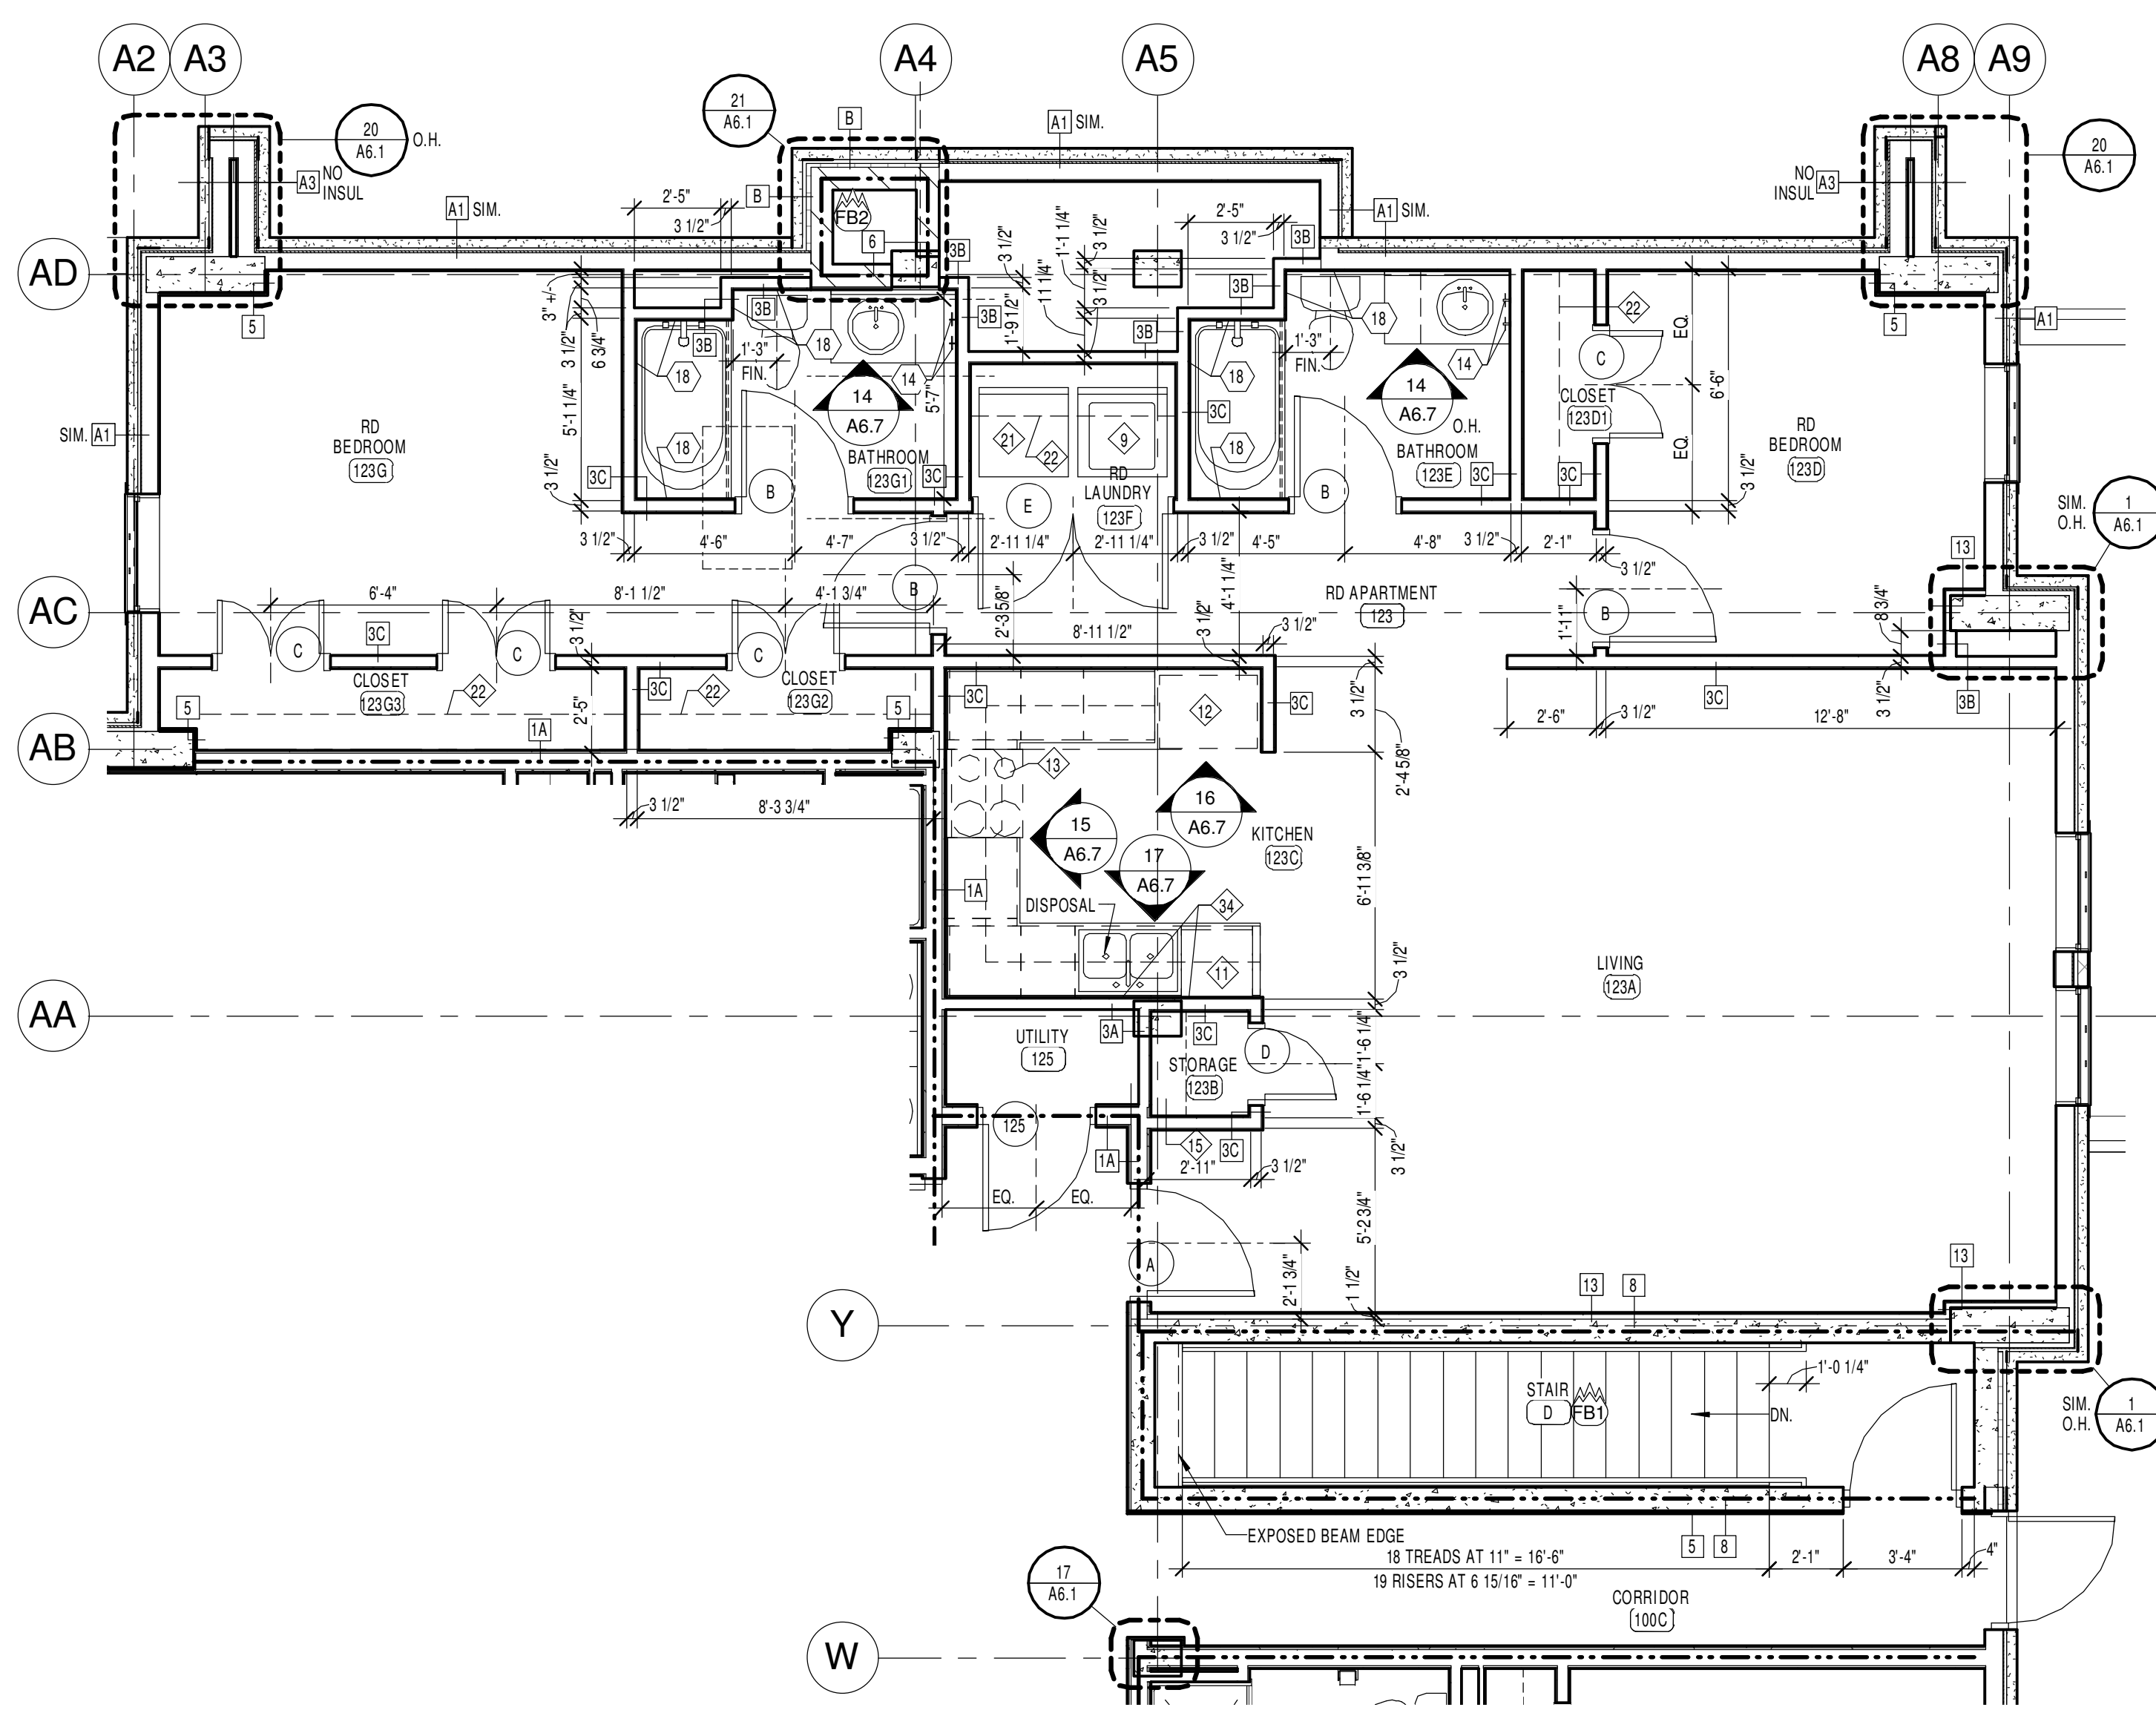 A2
A3
A4
A5
A8
A9
20
A6.1
O.H.
21
A6.1
B
A1 SIM.
20
A6.1
A3
NO
INSUL
A1 SIM.
B
FB2
6
2'-5"
3 1/2"
3B
3 1/2"
1'-1 1/4"
3 1/2"
2'-5"
3 1/2"
3B
A1 SIM.
NO
INSUL
A3
AD
5
3" +/-
3 1/2"
6 3/4"
5'-1 1/4"
3 1/2"
3B
3B
18
3B
1'-9 1/2"
11 1/4"
3 1/2"
3B
3B
18
22
EQ.
5
A1
1'-3"
FIN.
18
14
5'-7"
14
A6.7
3C
18
1'-3"
FIN.
14
A6.7
14
C
CLOSET
123D1
6'-6"
SIM. A1
RD
BEDROOM
123G
18
3C
BATHROOM
123G1
3C
B
21
22
9
RD
LAUNDRY
123F
E
18
B
O.H.
BATHROOM
123E
3C
3C
EQ.
RD
BEDROOM
123D
3 1/2"
SIM.
O.H.
1
A6.1
3 1/2"
4'-6"
4'-7"
3 1/2"
2'-11 1/4"
2'-11 1/4"
3 1/2"
4'-5"
4'-8"
3 1/2"
2'-1"
3 1/2"
13
AC
6'-4"
8'-1 1/2"
4'-1 3/4"
B
2'-3 5/8"
4'-1 1/4"
RD APARTMENT
123
1'-11"
B
8 3/4"
C
3C
C
3 1/2"
C
8'-11 1/2"
3 1/2"
3 1/2"
CLOSET
123G3
22
3C
22
CLOSET
123G2
3C
12
3C
3 1/2"
3C
3 1/2"
3B
5
1A
2'-5"
5
2'-6"
3 1/2"
12'-8"
AB
13
2'-4 5/8"
3 1/2"
8'-3 3/4"
15
A6.7
16
A6.7
17
A6.7
KITCHEN
123C
1A
DISPOSAL
34
6'-11 3/8"
11
3 1/2"
LIVING
123A
AA
3A
3C
UTILITY
125
STORAGE
123B
D
1'-6 1/4"
1'-6 1/4"
125
1A
15
3C
2'-11"
3 1/2"
3 1/2"
EQ.
EQ.
5'-2 3/4"
A
2'-1 3/4"
1 1/2"
13
8
13
Y
STAIR
D
FB1
1'-0 1/4"
DN.
SIM.
O.H.
1
A6.1
EXPOSED BEAM EDGE
5
8
18 TREADS AT 11" = 16'-6"
2'-1"
3'-4"
4"
19 RISERS AT 6 15/16" = 11'-0"
17
A6.1
CORRIDOR
100C
W